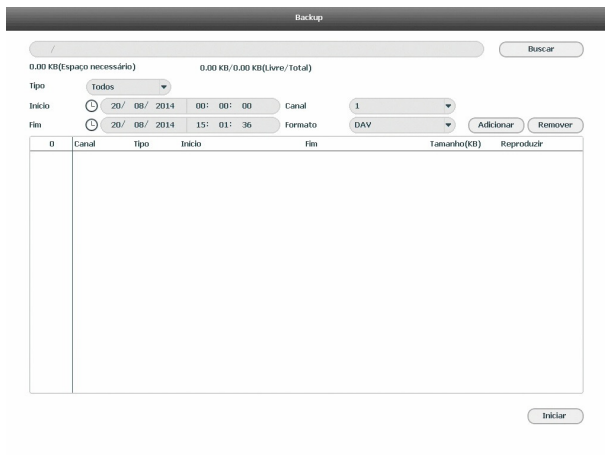 Backup
/ Buscar
0.00 KB(Espaço necessário) 0.00 KB/0.00 KB(Livre/Total)
Tipo Todos
Início 20/ 08/ 2014 00: 00: 00 Canal 1
Fim 20/ 08/ 2014 15: 01: 36 Formato DAV Adicionar Remover
0 Canal Tipo Início Fim Tamanho(KB) Reproduzir
Iniciar